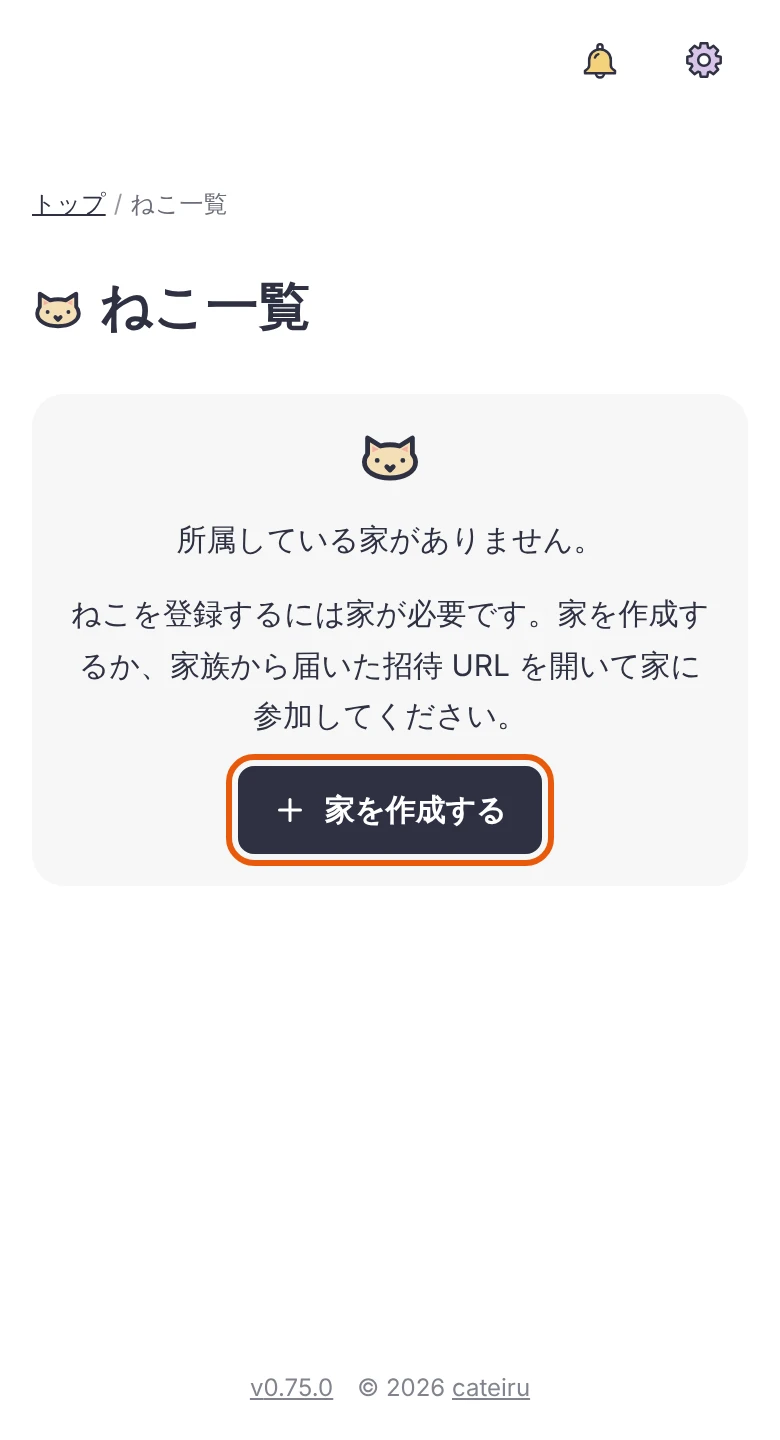 トップ / ねこ一覧
ねこ一覧
所属している家がありません。
ねこを登録するには家が必要です。家を作成す
るか、家族から届いた招待 URL を開いて家に
参加してください。
+ 家を作成する
v0.75.0 © 2026 cateiru